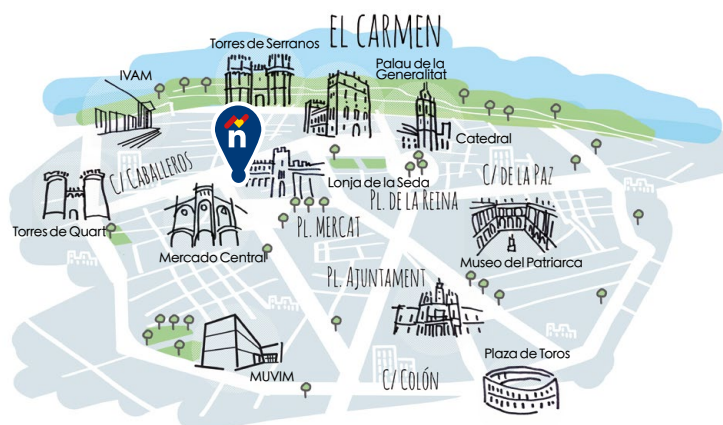 EL CARMEN
Torres de Serranos
Palau de la
Generalitat
IVAM
ñ
Catedral
C/ CABALLEROS
Lonja de la Seda
C/ DE LA PAZ
PL. DE LA REINA
Torres de Quart
PL. MERCAT
Mercado Central
Museo del Patriarca
PL. AJUNTAMENT
Plaza de Toros
MUVIM
C/ COLÓN